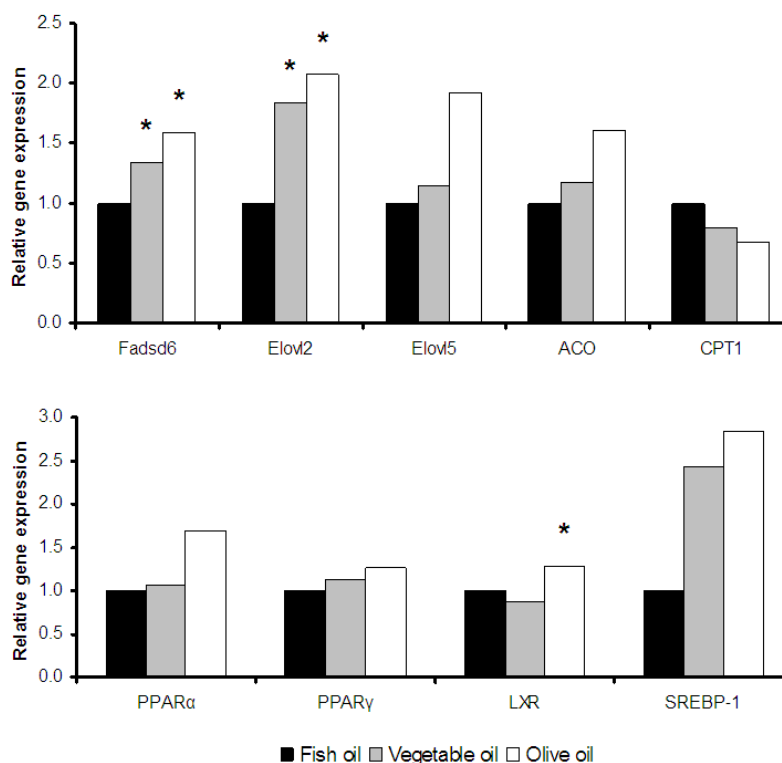 2.5
2.0
1.5
1.0
0.5
0.0
Relative gene expression
* * * *
Fadsd6 Elovl2 Elovl5 ACO CPT1
3.0
2.5
2.0
1.5
1.0
0.5
0.0
Relative gene expression
*
PPARα PPARγ LXR SREBP-1
Fish oil Vegetable oil Olive oil